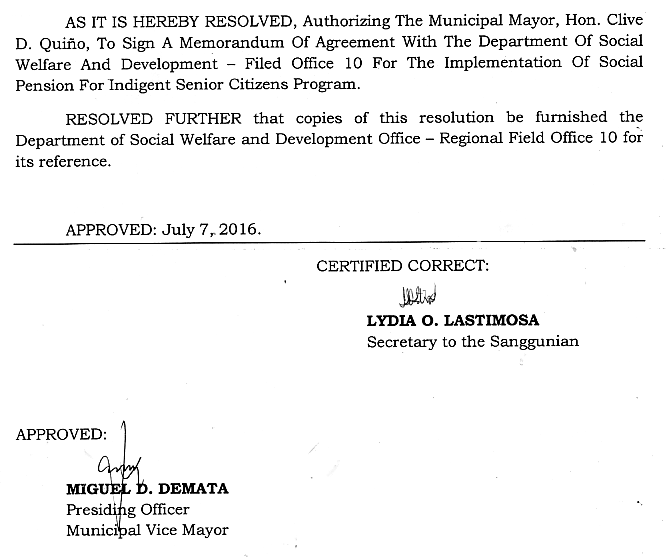 AS IT IS HEREBY RESOLVED, Authorizing The Municipal Mayor, Hon. Clive
D. Quiño, To Sign A Memorandum Of Agreement With The Department Of Social
Welfare And Development – Filed Office 10 For The Implementation Of Social
Pension For Indigent Senior Citizens Program.
RESOLVED FURTHER that copies of this resolution be furnished the
Department of Social Welfare and Development Office – Regional Field Office 10 for
its reference.
APPROVED: July 7, 2016.
CERTIFIED CORRECT:
LYDIA O. LASTIMOSA
Secretary to the Sanggunian
APPROVED:
MIGUEL D. DEMATA
Presiding Officer
Municipal Vice Mayor